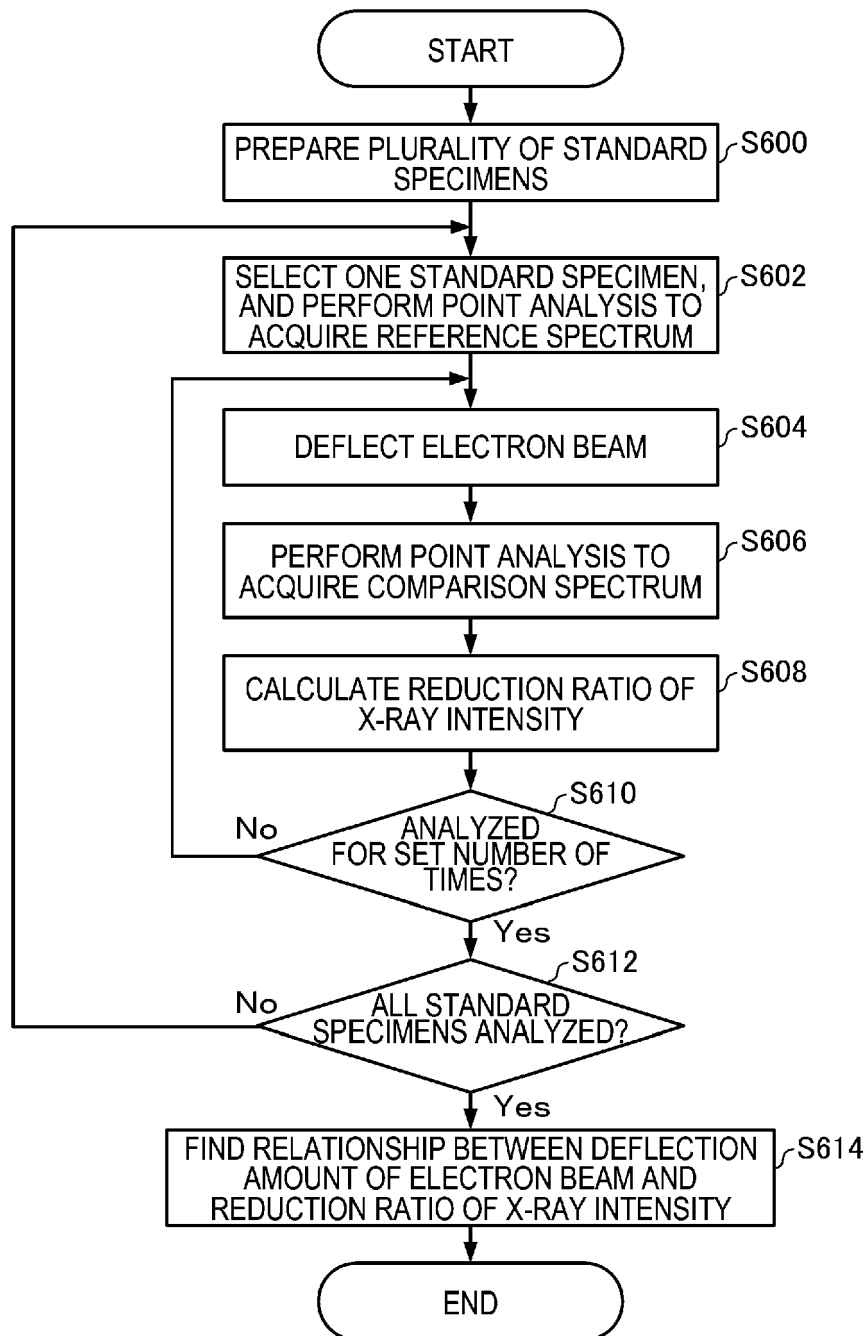 START
PREPARE PLURALITY OF STANDARD
SPECIMENS
S600
SELECT ONE STANDARD SPECIMEN,
AND PERFORM POINT ANALYSIS TO
ACQUIRE REFERENCE SPECTRUM
S602
DEFLECT ELECTRON BEAM
S604
PERFORM POINT ANALYSIS TO
ACQUIRE COMPARISON SPECTRUM
S606
CALCULATE REDUCTION RATIO OF
X-RAY INTENSITY
S608
S610
No
ANALYZED
FOR SET NUMBER OF
TIMES?
Yes
S612
No
ALL STANDARD
SPECIMENS ANALYZED?
Yes
FIND RELATIONSHIP BETWEEN DEFLECTION
AMOUNT OF ELECTRON BEAM AND
REDUCTION RATIO OF X-RAY INTENSITY
S614
END